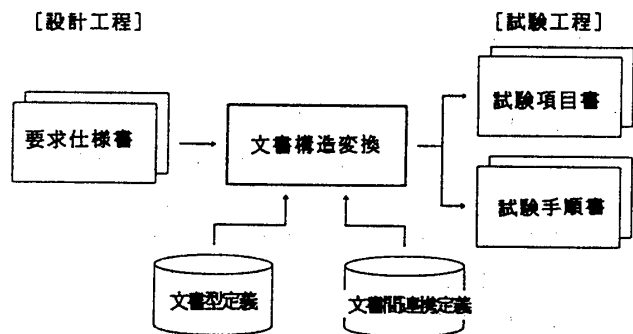 [設計工程]
[試験工程]
要求仕様書
文書構造変換
試験項目書
試験手順書
文書型定義
文書間連携定義